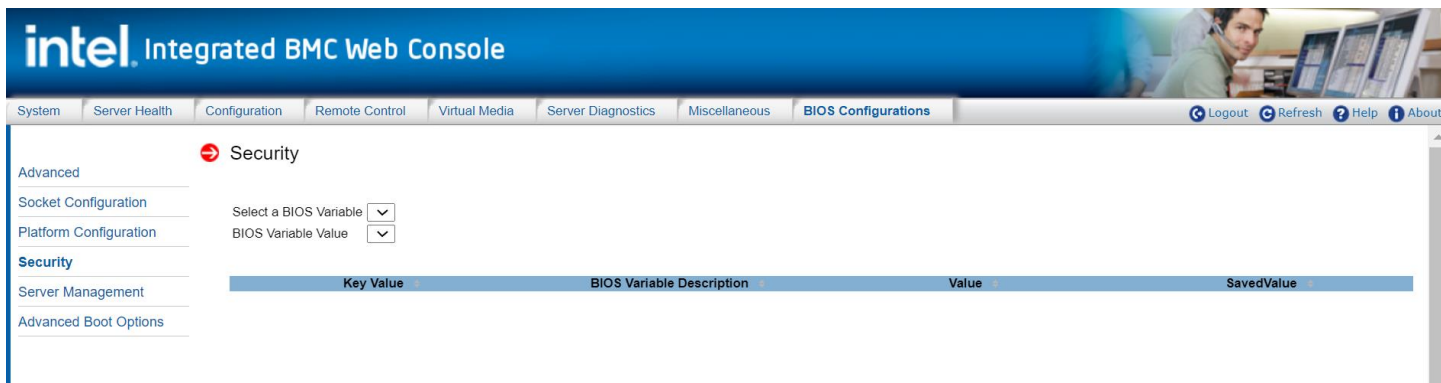 intel. Integrated BMC Web Console
System Server Health Configuration Remote Control Virtual Media Server Diagnostics Miscellaneous BIOS Configurations Logout Refresh Help About
Security
Advanced
Socket Configuration
Platform Configuration
Security
Server Management
Advanced Boot Options
Select a BIOS Variable
BIOS Variable Value
Key Value BIOS Variable Description Value SavedValue